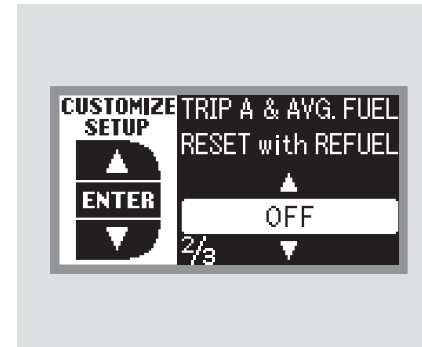 CUSTOMIZE
SETUP
ENTER
TRIP A & AVG. FUEL
RESET with REFUEL
OFF
2/3